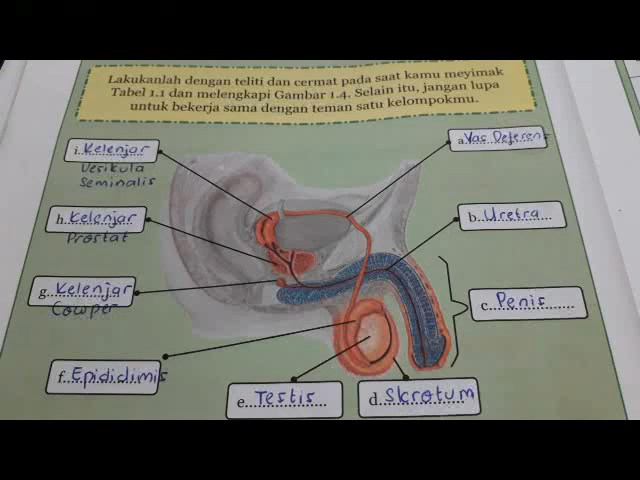 Lakukanlah dengan teliti dan cermat pada saat kamu meyimak
Tabel 1.1 dan melengkapi Gambar 1.4. Selain itu, jangan lupa
untuk bekerja sama dengan teman satu kelompokmu.
i. Kelenjar
Vesikula
Seminalis
a. Vas Deferens
h. Kelenjar
Prostat
b. Uretra
g. Kelenjar
Cowper
c. Penis
f. Epididimis
e. Testis
d. Skrotum